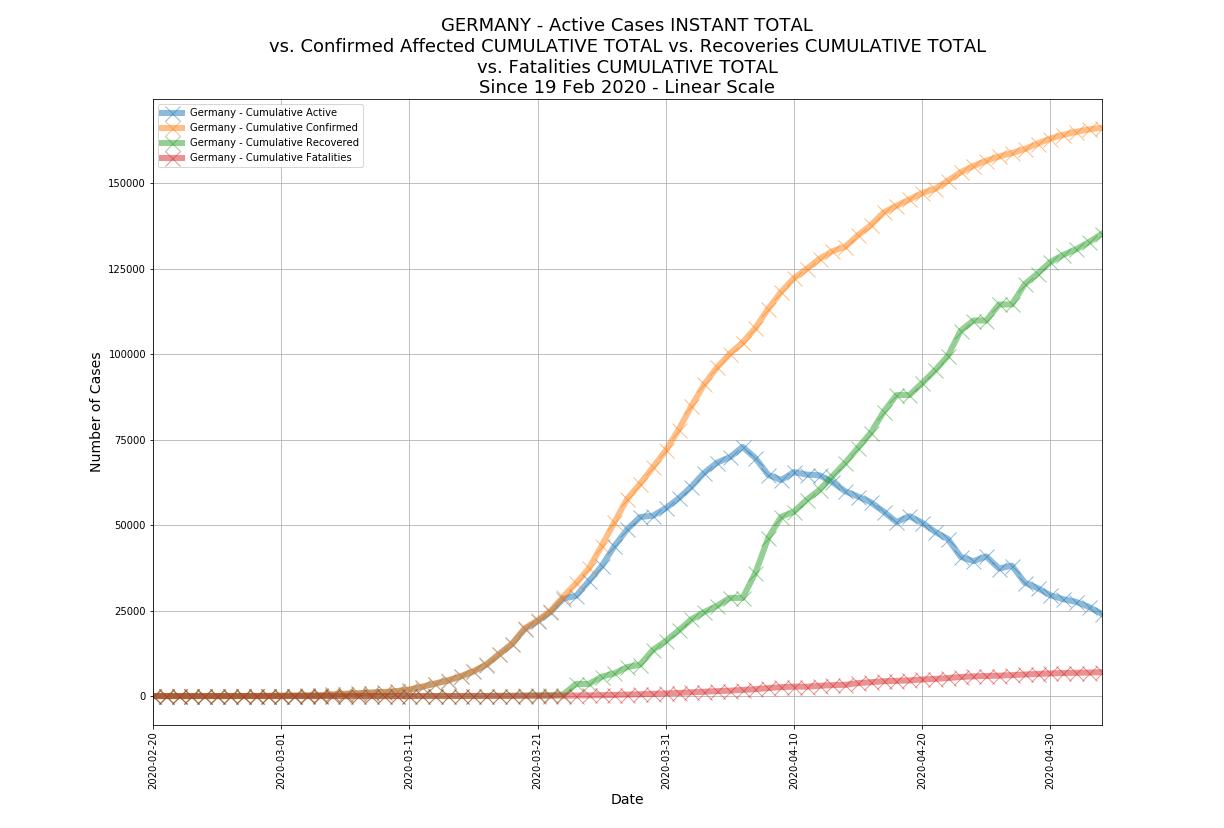 GERMANY - Active Cases INSTANT TOTAL
vs. Confirmed Affected CUMULATIVE TOTAL vs. Recoveries CUMULATIVE TOTAL
vs. Fatalities CUMULATIVE TOTAL
Since 19 Feb 2020 - Linear Scale
Germany - Cumulative Active
Germany - Cumulative Confirmed
Germany - Cumulative Recovered
Germany - Cumulative Fatalities
150000
125000
100000
75000
50000
25000
0
Number of Cases
2020-02-20
2020-03-01
2020-03-11
2020-03-21
2020-03-31
2020-04-10
2020-04-20
2020-04-30
Date